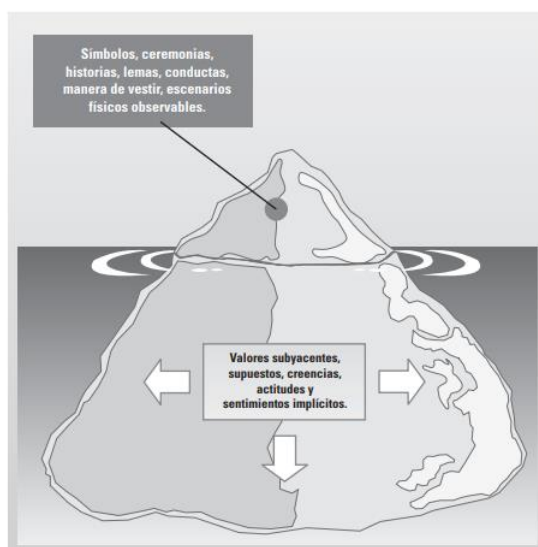 Símbolos, ceremonias,
historias, lemas, conductas,
manera de vestir, escenarios
físicos observables.
Valores subyacentes,
supuestos, creencias,
actitudes y
sentimientos implícitos.